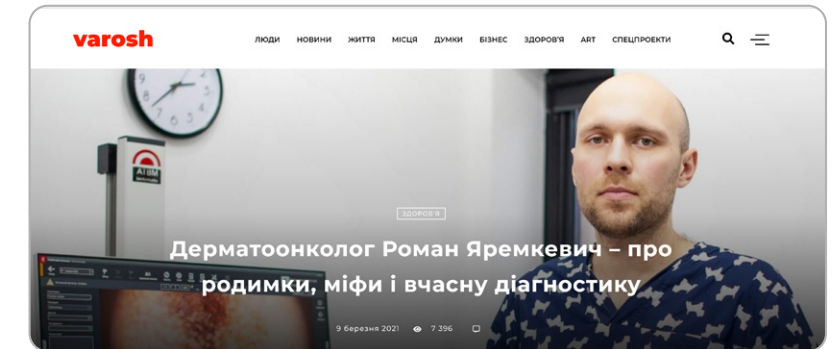 varosh
ЛЮДИ НОВИНИ ЖИТТЯ МІСЦЯ ДУМКИ БІЗНЕС ЗДОРОВ'Я ART СПЕЦПРОЕКТИ
ЗДОРОВ'Я
Дерматоонколог Роман Яремкевич – про
родимки, міфи і вчасну діагностику
9 березня 2021 7 396